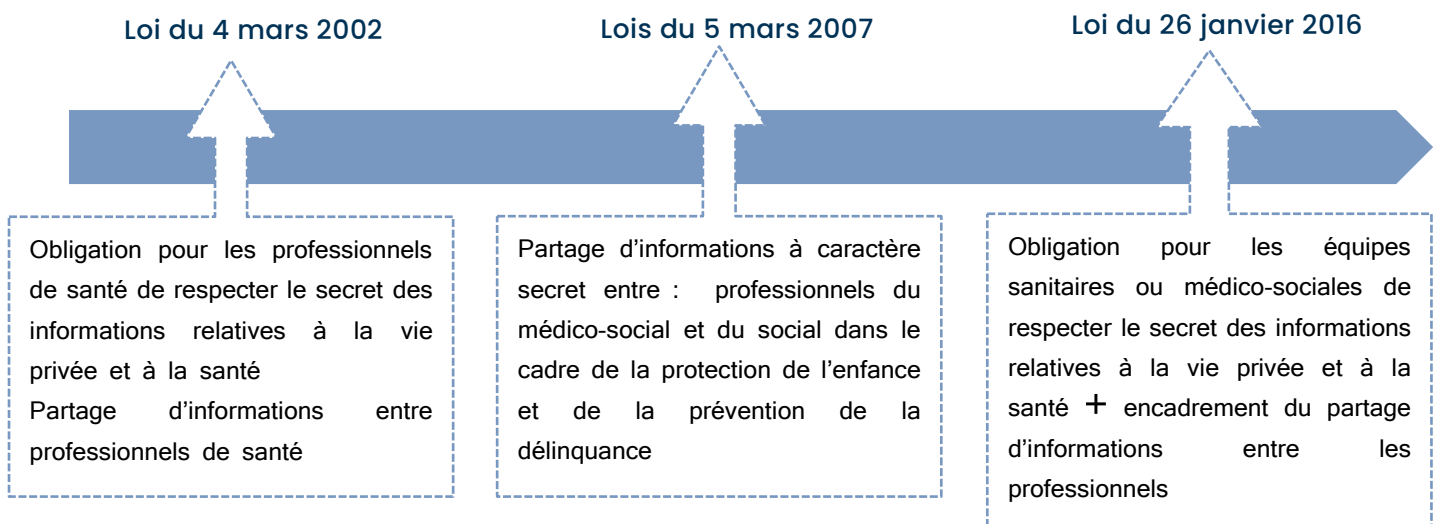 Loi du 4 mars 2002
Obligation pour les professionnels
de santé de respecter le secret des
informations relatives à la vie
privée et à la santé
Partage d'informations entre
professionnels de santé
Lois du 5 mars 2007
Partage d'informations à caractère
secret entre : professionnels du
médico-social et du social dans le
cadre de la protection de l'enfance
et de la prévention de la
délinquance
Loi du 26 janvier 2016
Obligation pour les équipes
sanitaires ou médico-sociales de
respecter le secret des informations
relatives à la vie privée et à la
santé + encadrement du partage
d'informations entre les
professionnels